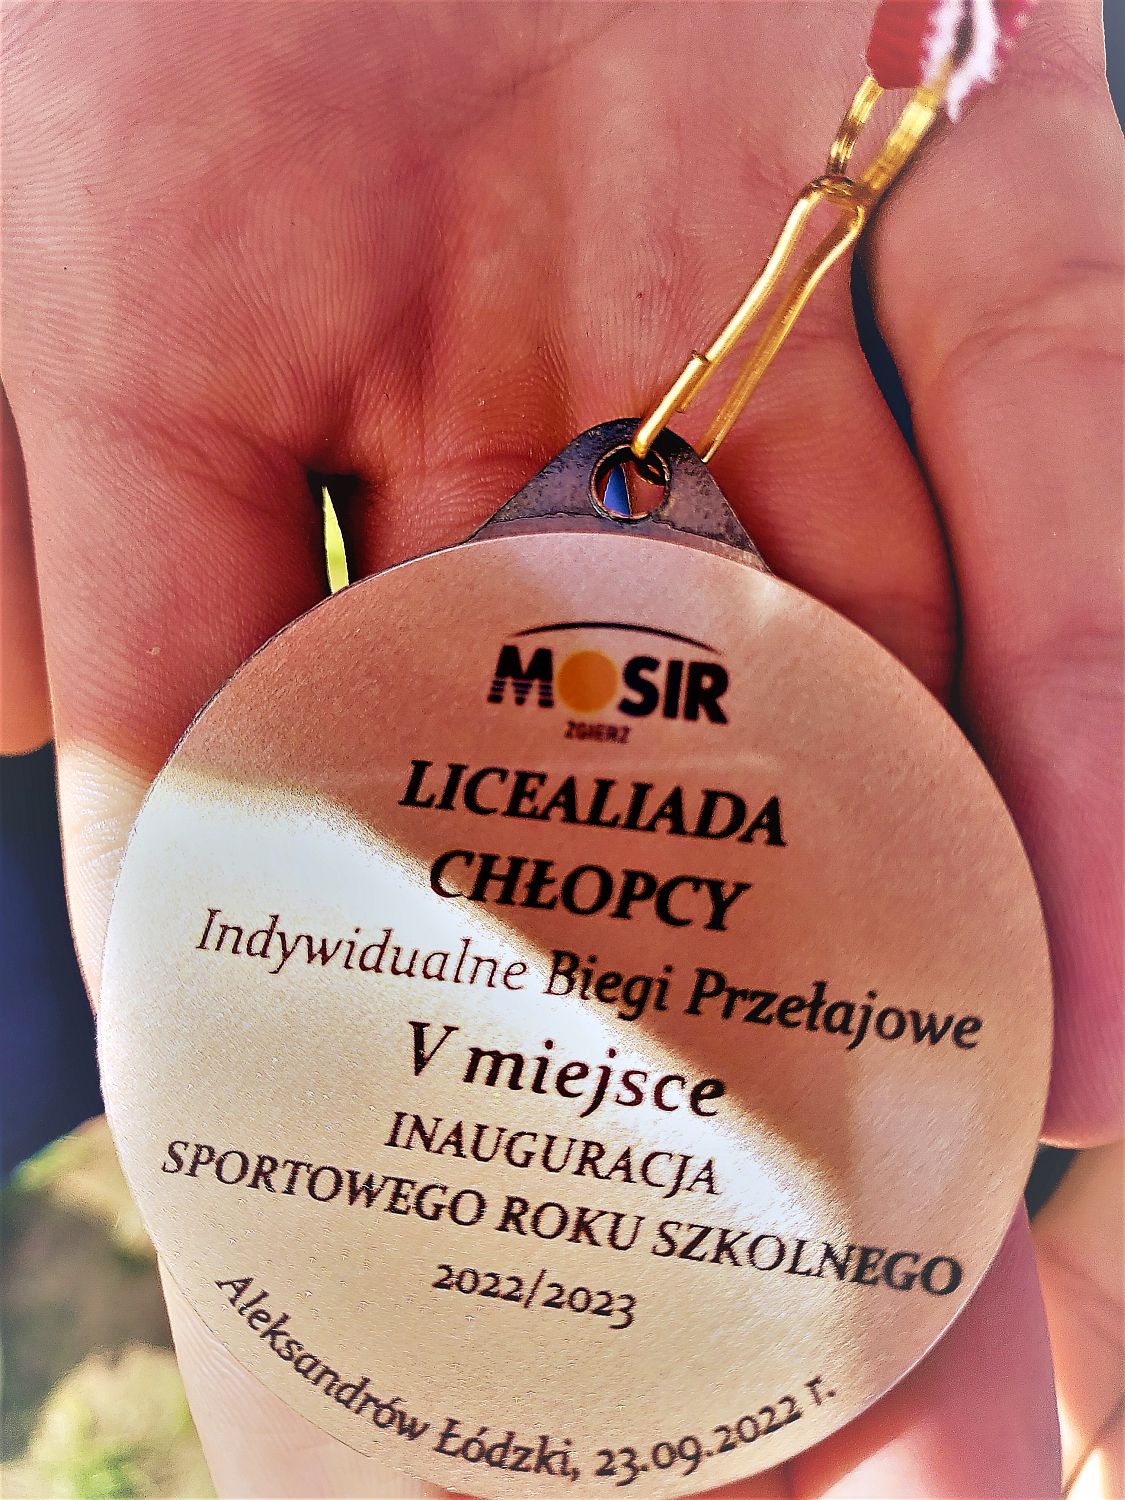 MOSIR
ZGIERZ
LICEALIADA
CHŁOPCY
Indywidualne Biegi Przełajowe
V miejsce
INAUGURACJA
SPORTOWEGO ROKU SZKOLNEGO
2022/2023
Aleksandrów Łódzki, 23.09.2022 r.